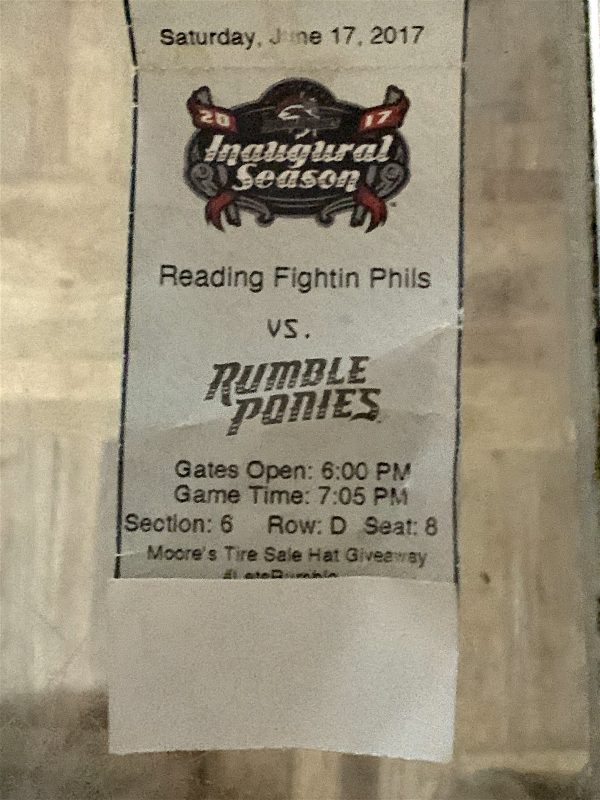 Saturday, June 17, 2017
20 17
Inaugural
Season
Reading Fightin Phils
vs.
RUMBLE
PONIES
Gates Open: 6:00 PM
Game Time: 7:05 PM
Section: 6 Row: D Seat: 8
Moore's Tire Sale Hat Giveaway